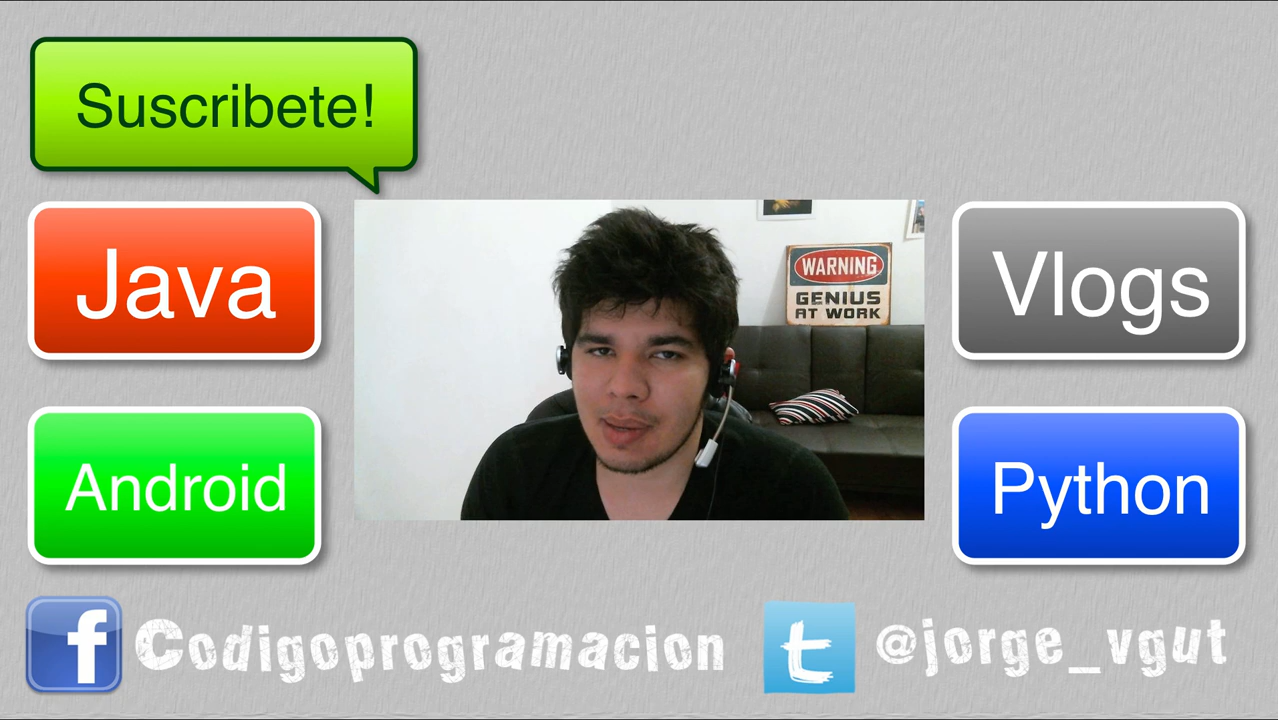 Suscribete!
Java
Vlogs
WARNING
GENIUS
AT WORK
Android
Python
f Codigoprogramacion
t @jorge_vgut